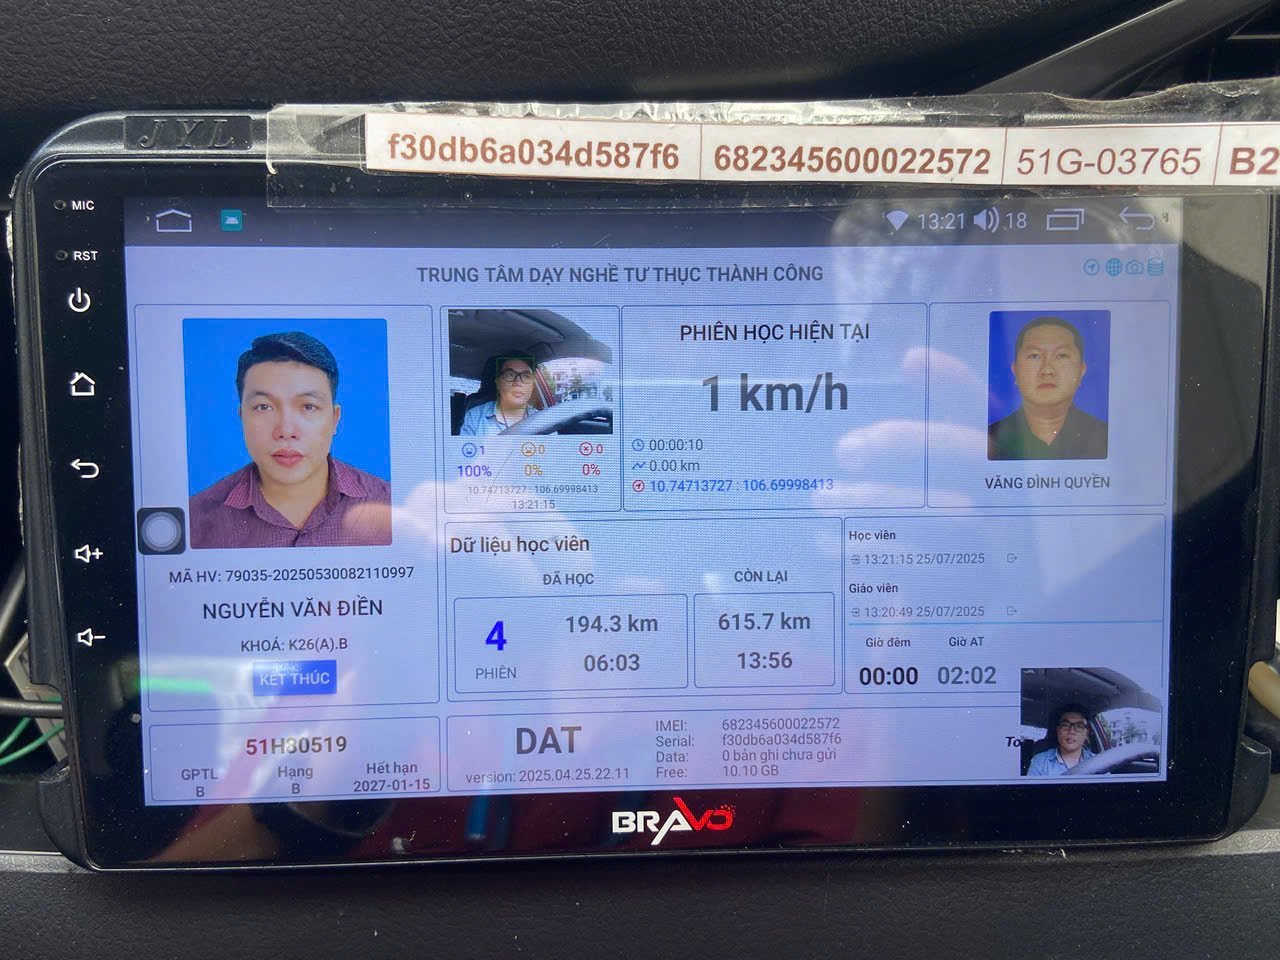 JYL
f30db6a034d587f6 682345600022572 51G-03765 B2
MIC
RST
13:21 18
TRUNG TÂM DẠY NGHỀ TƯ THỤC THÀNH CÔNG
MÃ HV: 79035-20250530082110997
NGUYỄN VĂN ĐIỀN
KHOÁ: K26(A).B
KẾT THÚC
1 0 0
100% 0% 0%
10.74713727 : 106.69998413
13:21:15
PHIÊN HỌC HIỆN TẠI
1 km/h
00:00:10
0.00 km
10.74713727 : 106.69998413
VĂNG ĐÌNH QUYỀN
Dữ liệu học viên
ĐÃ HỌC
4
PHIÊN
194.3 km
06:03
CÒN LẠI
615.7 km
13:56
Học viên
13:21:15 25/07/2025
Giáo viên
13:20:49 25/07/2025
Giờ đêm Giờ AT
00:00 02:02
51H80519
GPTL Hạng Hết hạn
B B 2027-01-15
DAT
version: 2025.04.25.22.11
IMEI: 682345600022572
Serial: f30db6a034d587f6
Data: 0 bản ghi chưa gửi
Free: 10.10 GB
BRAVO